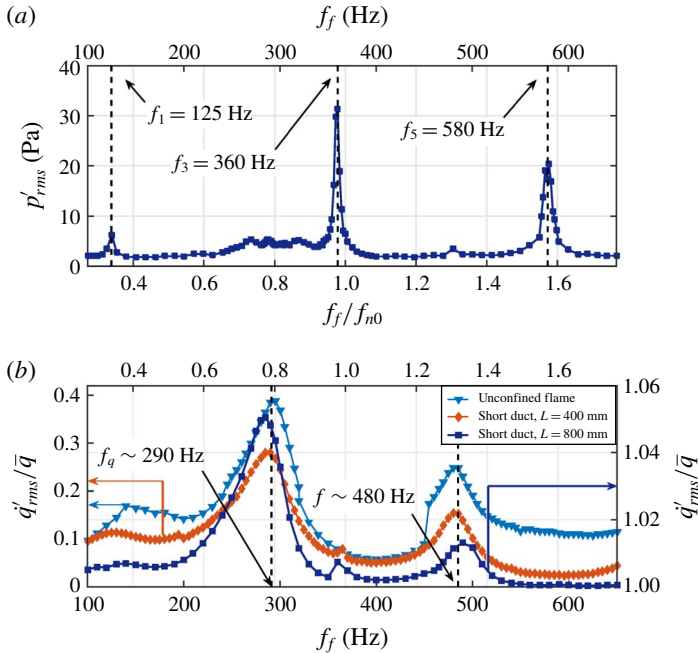 (a)
f_f (Hz)
100 200 300 400 500 600
40
30
20
10
0
p′_rms (Pa)
f_1 = 125 Hz
f_3 = 360 Hz
f_5 = 580 Hz
0.4 0.6 0.8 1.0 1.2 1.4 1.6
f_f/f_n0
(b)
0.4 0.6 0.8 1.0 1.2 1.4 1.6
0.4
0.3
0.2
0.1
0
q̇′_rms/q̅
f_q ~ 290 Hz
f ~ 480 Hz
Unconfined flame
Short duct, L = 400 mm
Short duct, L = 800 mm
1.06
1.04
1.02
1.00
q̇′_rms/q̅
100 200 300 400 500 600
f_f (Hz)